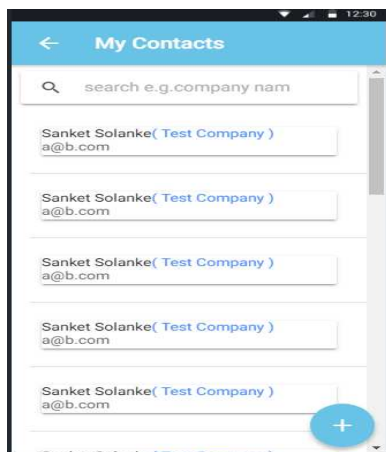 12:30
My Contacts
search e.g.company nam
Sanket Solanke( Test Company )
a@b.com
Sanket Solanke( Test Company )
a@b.com
Sanket Solanke( Test Company )
a@b.com
Sanket Solanke( Test Company )
a@b.com
Sanket Solanke( Test Company )
a@b.com